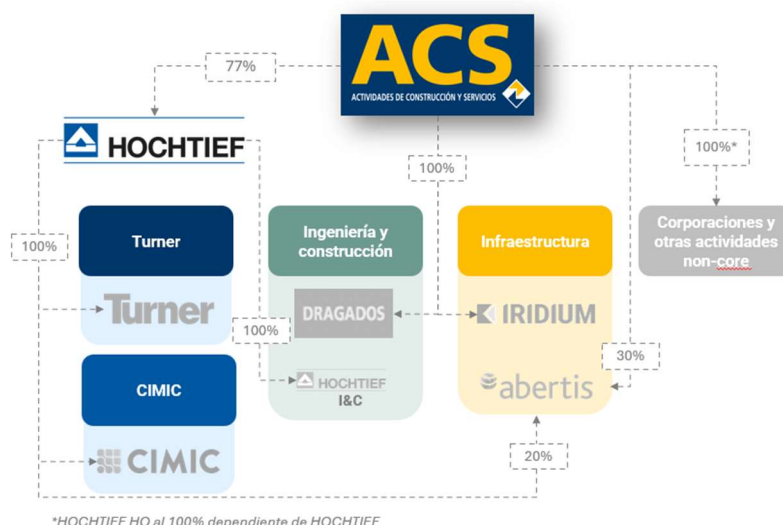 ACS
ACTIVIDADES DE CONSTRUCCIÓN Y SERVICIOS
77%
HOCHTIEF
100%
100%*
Turner
Ingeniería y
construcción
Infraestructura
Corporaciones y
otras actividades
non-core
100%
Turner
DRAGADOS
IRIDIUM
100%
30%
CIMIC
HOCHTIEF
I&C
abertis
CIMIC
20%
*HOCHTIEF HQ al 100% dependiente de HOCHTIEF